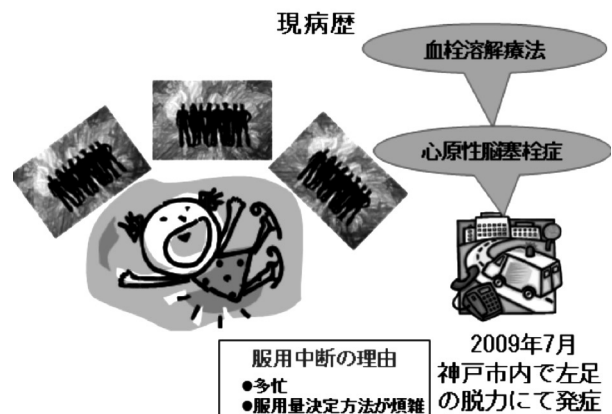 現病歴
血栓溶解療法
心原性脳塞栓症
2009年7月
神戸市内で左足
の脱力にて発症
服用中断の理由
●多忙
●服用量決定方法が煩雑